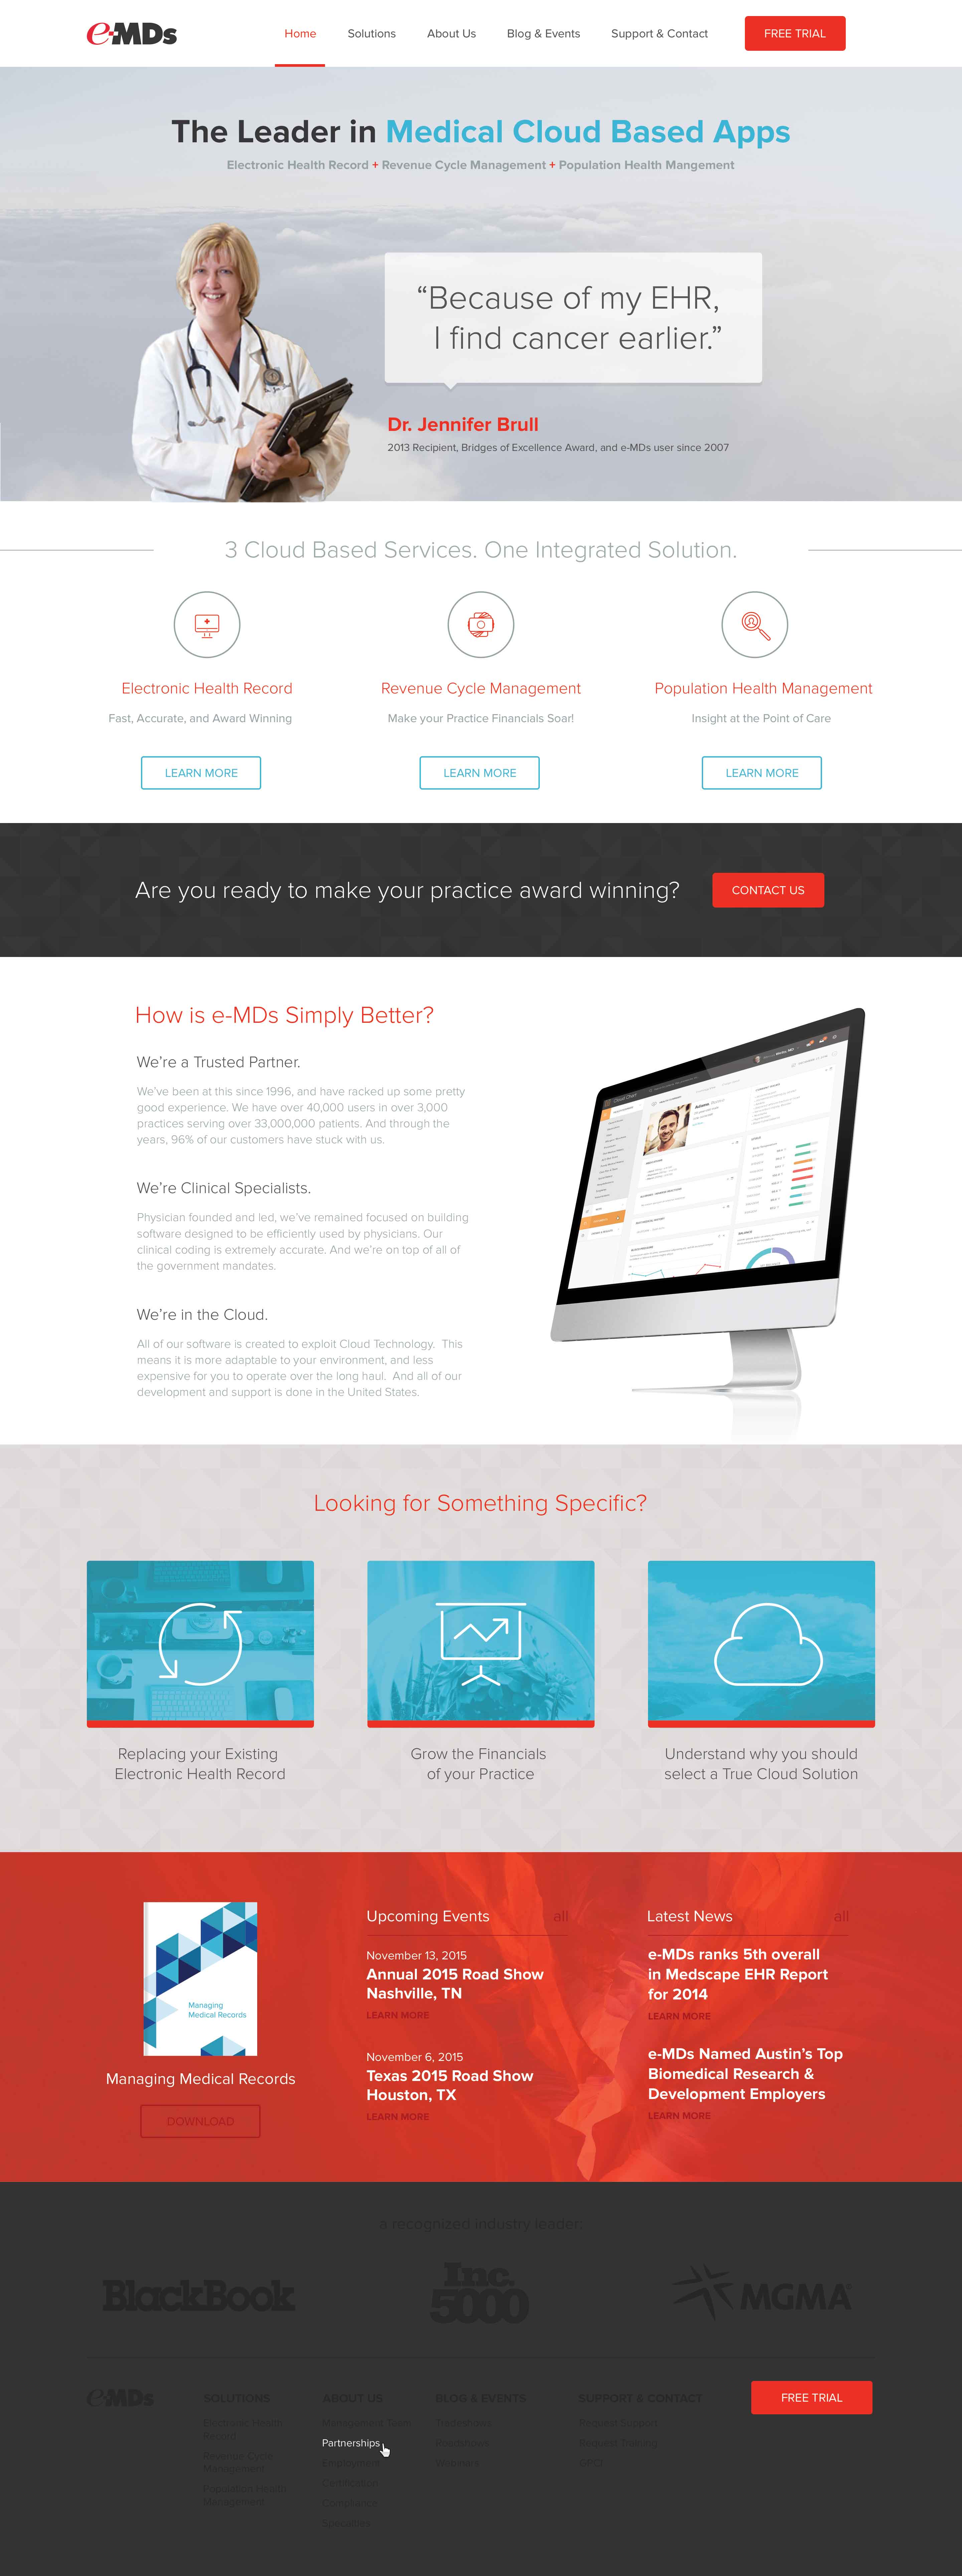 e-MDs
Home Solutions About Us Blog & Events Support & Contact FREE TRIAL
The Leader in Medical Cloud Based Apps
Electronic Health Record + Revenue Cycle Management + Population Health Mangement
“Because of my EHR,
I find cancer earlier.”
Dr. Jennifer Brull
2013 Recipient, Bridges of Excellence Award, and e-MDs user since 2007
3 Cloud Based Services. One Integrated Solution.
Electronic Health Record
Fast, Accurate, and Award Winning
LEARN MORE
Revenue Cycle Management
Make your Practice Financials Soar!
LEARN MORE
Population Health Management
Insight at the Point of Care
LEARN MORE
Are you ready to make your practice award winning?
CONTACT US
How is e-MDs Simply Better?
We’re a Trusted Partner.
We’ve been at this since 1996, and have racked up some pretty
good experience. We have over 40,000 users in over 3,000
practices serving over 33,000,000 patients. And through the
years, 96% of our customers have stuck with us.
We’re Clinical Specialists.
Physician founded and led, we’ve remained focused on building
software designed to be efficiently used by physicians. Our
clinical coding is extremely accurate. And we’re on top of all of
the government mandates.
We’re in the Cloud.
All of our software is created to exploit Cloud Technology. This
means it is more adaptable to your environment, and less
expensive for you to operate over the long haul. And all of our
development and support is done in the United States.
Looking for Something Specific?
Replacing your Existing
Electronic Health Record
Grow the Financials
of your Practice
Understand why you should
select a True Cloud Solution
Managing
Medical Records
Managing Medical Records
DOWNLOAD
Upcoming Events all
November 13, 2015
Annual 2015 Road Show
Nashville, TN
LEARN MORE
November 6, 2015
Texas 2015 Road Show
Houston, TX
LEARN MORE
Latest News all
e-MDs ranks 5th overall
in Medscape EHR Report
for 2014
LEARN MORE
e-MDs Named Austin’s Top
Biomedical Research &
Development Employers
LEARN MORE
a recognized industry leader:
BlackBook
Inc.
5000
MGMA
e-MDs
SOLUTIONS
Electronic Health
Record
Revenue Cycle
Management
Population Health
Management
ABOUT US
Management Team
Partnerships
Employment
Certification
Compliance
Specialties
BLOG & EVENTS
Tradeshows
Roadshows
Webinars
SUPPORT & CONTACT
Request Support
Request Training
FREE TRIAL